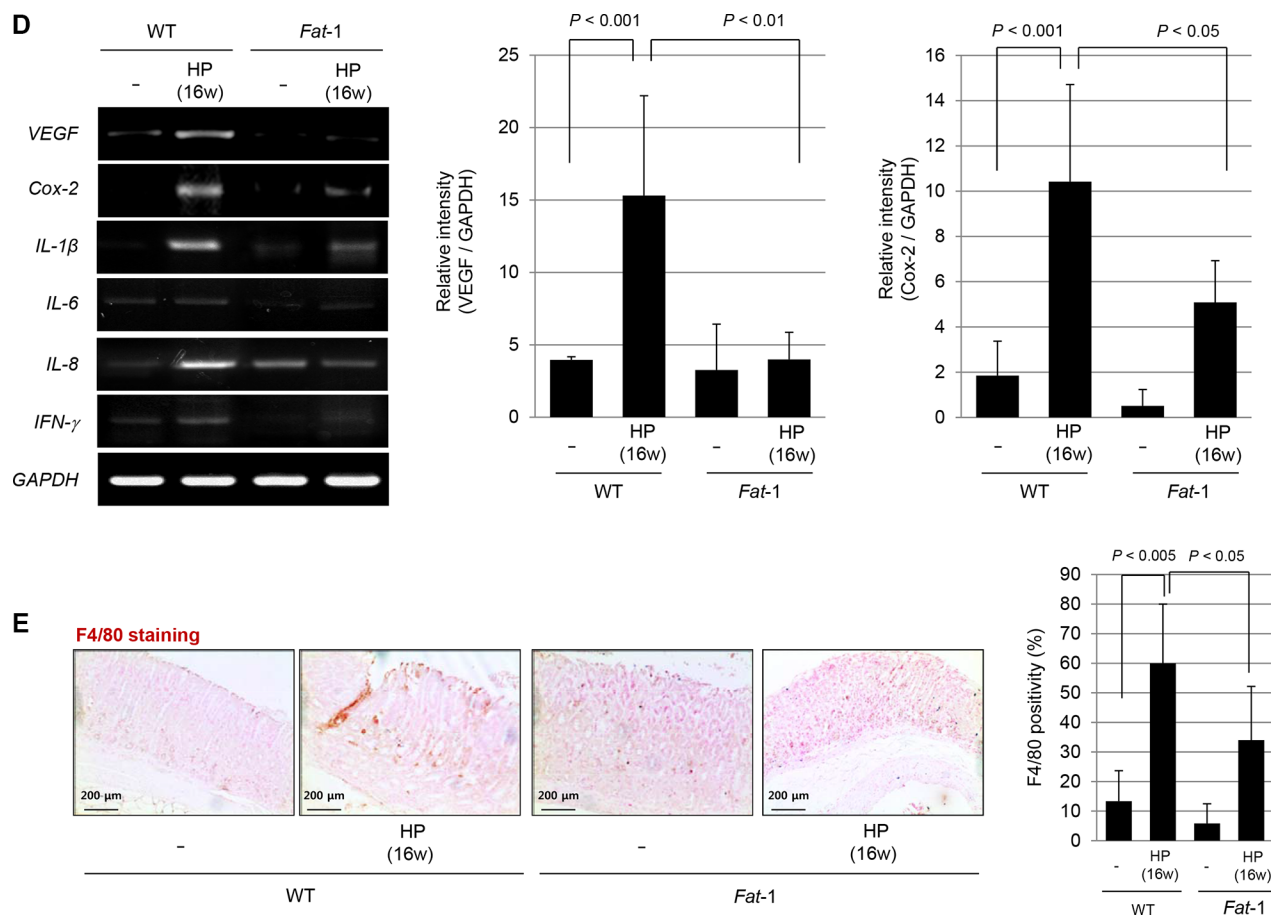 D
WT Fat-1
– HP (16w) – HP (16w)
VEGF
Cox-2
IL-1β
IL-6
IL-8
IFN-γ
GAPDH
P < 0.001 P < 0.01
Relative intensity
(VEGF / GAPDH)
25
20
15
10
5
0
– HP (16w) – HP (16w)
WT Fat-1
P < 0.001 P < 0.05
Relative intensity
(Cox-2 / GAPDH)
16
14
12
10
8
6
4
2
0
– HP (16w) – HP (16w)
WT Fat-1
E
F4/80 staining
200 μm 200 μm 200 μm 200 μm
– HP (16w) – HP (16w)
WT Fat-1
P < 0.005 P < 0.05
F4/80 positivity (%)
90
80
70
60
50
40
30
20
10
0
- HP (16w) - HP (16w)
WT Fat-1